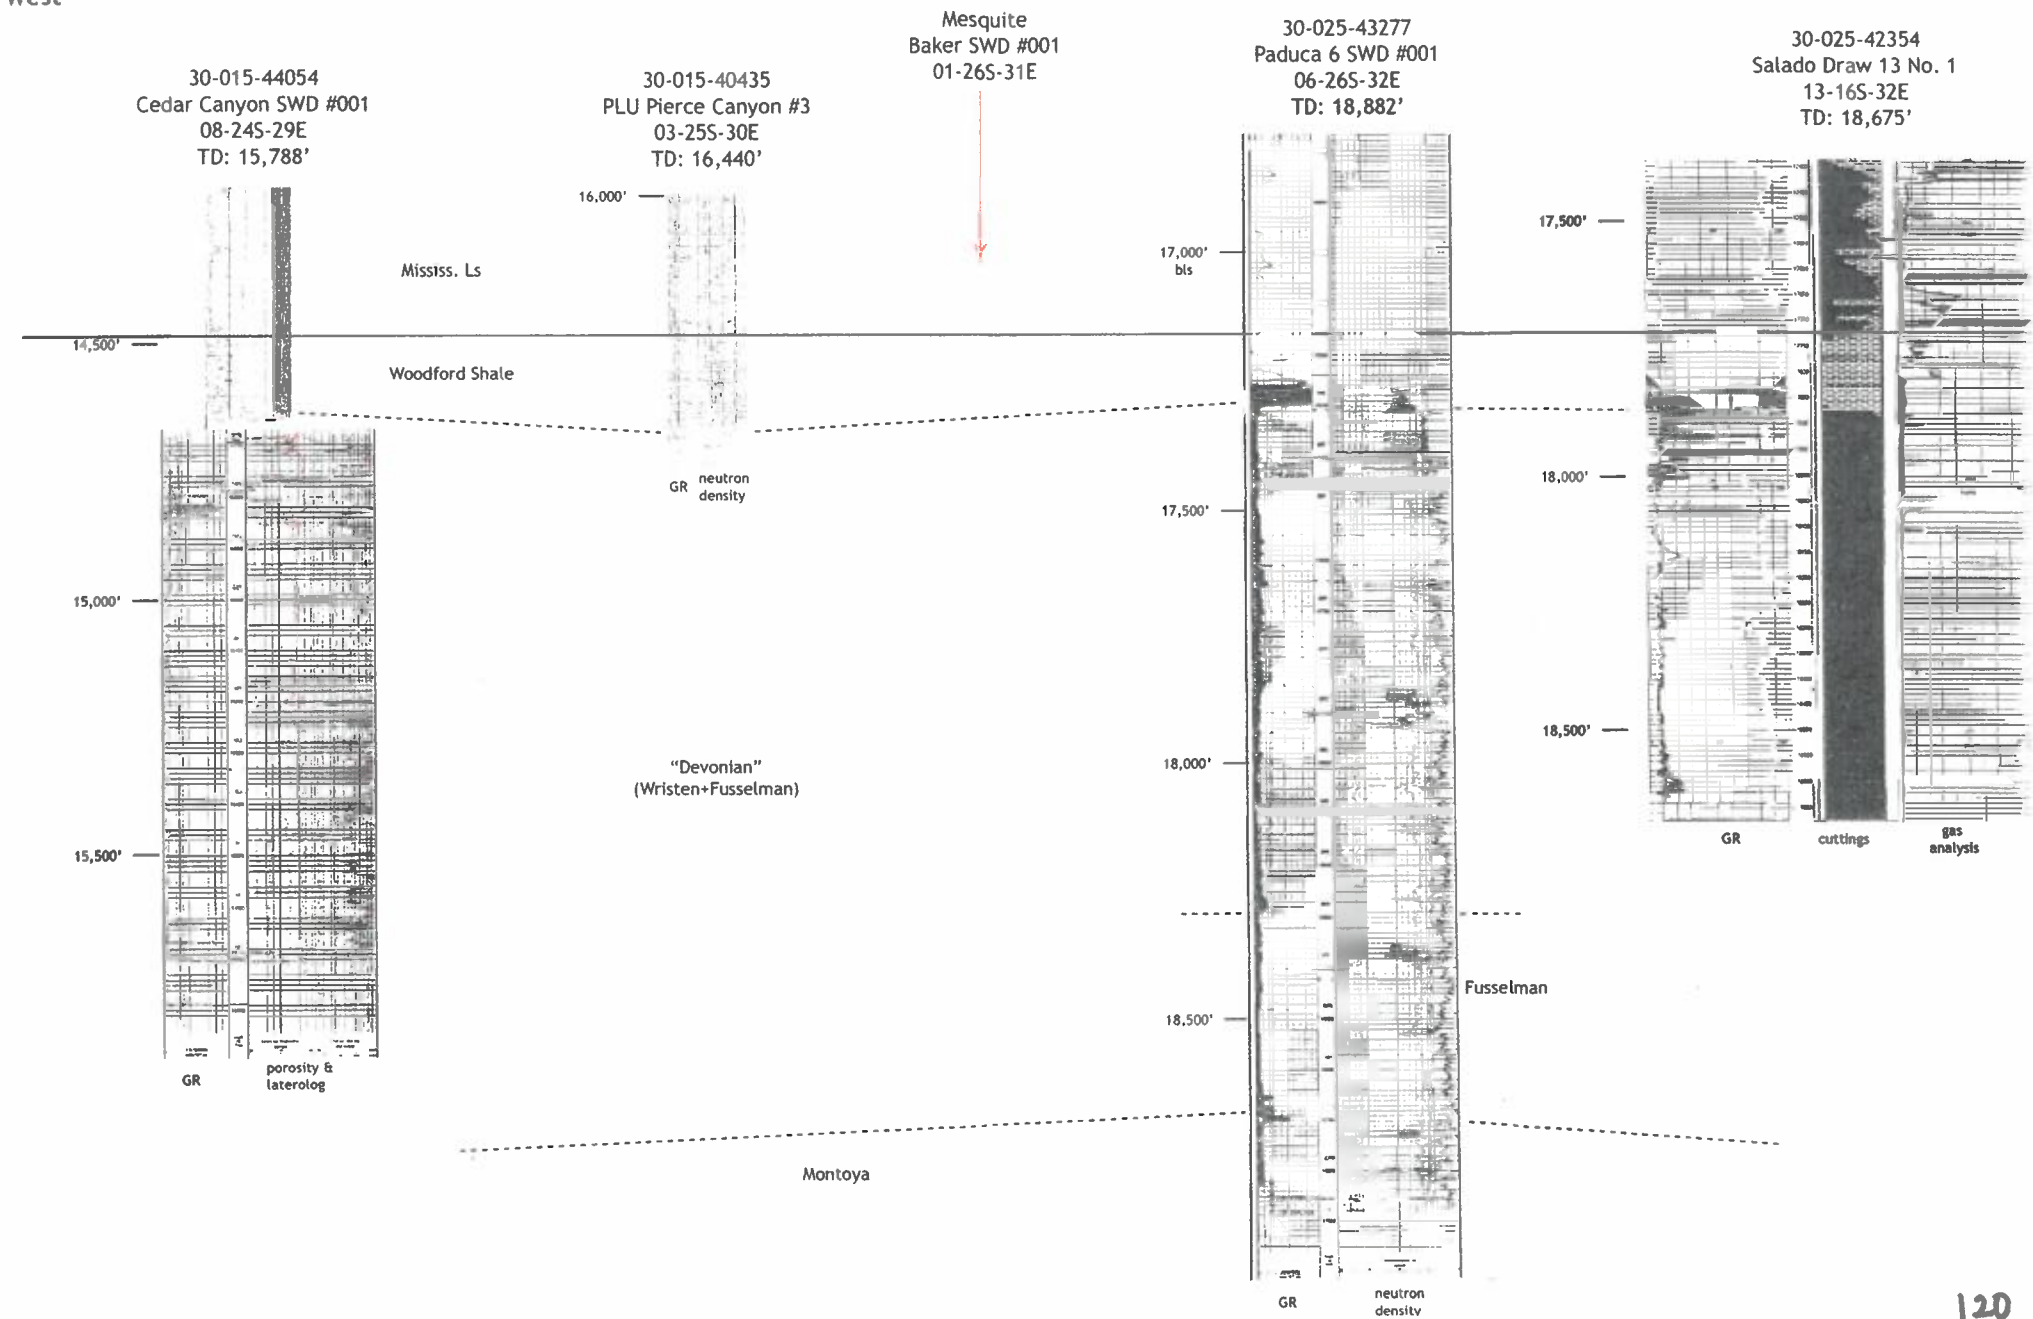 West
30-015-44054
Cedar Canyon SWD #001
08-24S-29E
TD: 15,788’
30-015-40435
PLU Pierce Canyon #3
03-25S-30E
TD: 16,440’
Mesquite
Baker SWD #001
01-26S-31E
30-025-43277
Paduca 6 SWD #001
06-26S-32E
TD: 18,882’
30-025-42354
Salado Draw 13 No. 1
13-16S-32E
TD: 18,675’
16,000’
17,500’
17,000’
bls
Mississ. Ls
14,500’
Woodford Shale
GR
neutron
density
18,000’
17,500’
15,000’
18,500’
"Devonian"
(Wristen+Fusselman)
18,000’
15,500’
GR
cuttings
gas
analysis
Fusselman
18,500’
GR
porosity &
laterolog
Montoya
GR
neutron
density
120